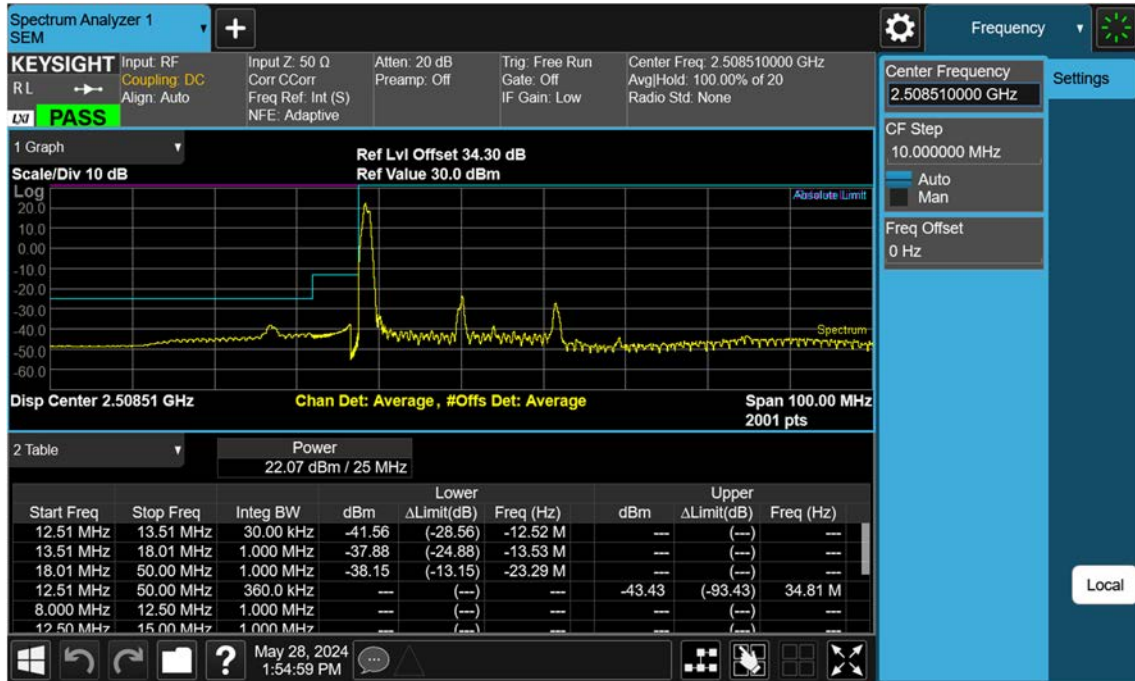 Spectrum Analyzer 1
SEM
Frequency
KEYSIGHT
R L
LXI PASS
Input: RF
Coupling: DC
Align: Auto
Input Z: 50 Ω
Corr CCorr
Freq Ref: Int (S)
NFE: Adaptive
Atten: 20 dB
Preamp: Off
Trig: Free Run
Gate: Off
IF Gain: Low
Center Freq: 2.508510000 GHz
Avg|Hold: 100.00% of 20
Radio Std: None
Center Frequency
2.508510000 GHz
Settings
CF Step
10.000000 MHz
Auto
Man
Freq Offset
0 Hz
Local
1 Graph
Scale/Div 10 dB
Ref Lvl Offset 34.30 dB
Ref Value 30.0 dBm
Log
20.0
10.0
0.00
-10.0
-20.0
-30.0
-40.0
-50.0
-60.0
Spectrum
Disp Center 2.50851 GHz
Chan Det: Average, #Offs Det: Average
Span 100.00 MHz
2001 pts
2 Table
Power
22.07 dBm / 25 MHz
Lower Upper
Start Freq Stop Freq Integ BW dBm ΔLimit(dB) Freq (Hz) dBm ΔLimit(dB) Freq (Hz)
12.51 MHz 13.51 MHz 30.00 kHz -41.56 (-28.56) -12.52 M --- (---) ---
13.51 MHz 18.01 MHz 1.000 MHz -37.88 (-24.88) -13.53 M --- (---) ---
18.01 MHz 50.00 MHz 1.000 MHz -38.15 (-13.15) -23.29 M --- (---) ---
12.51 MHz 50.00 MHz 360.0 kHz --- (---) --- -43.43 (-93.43) 34.81 M
8.000 MHz 12.50 MHz 1.000 MHz --- (---) --- --- (---) ---
12.50 MHz 15.00 MHz 1.000 MHz --- (---) --- --- (---) ---
May 28, 2024
1:54:59 PM